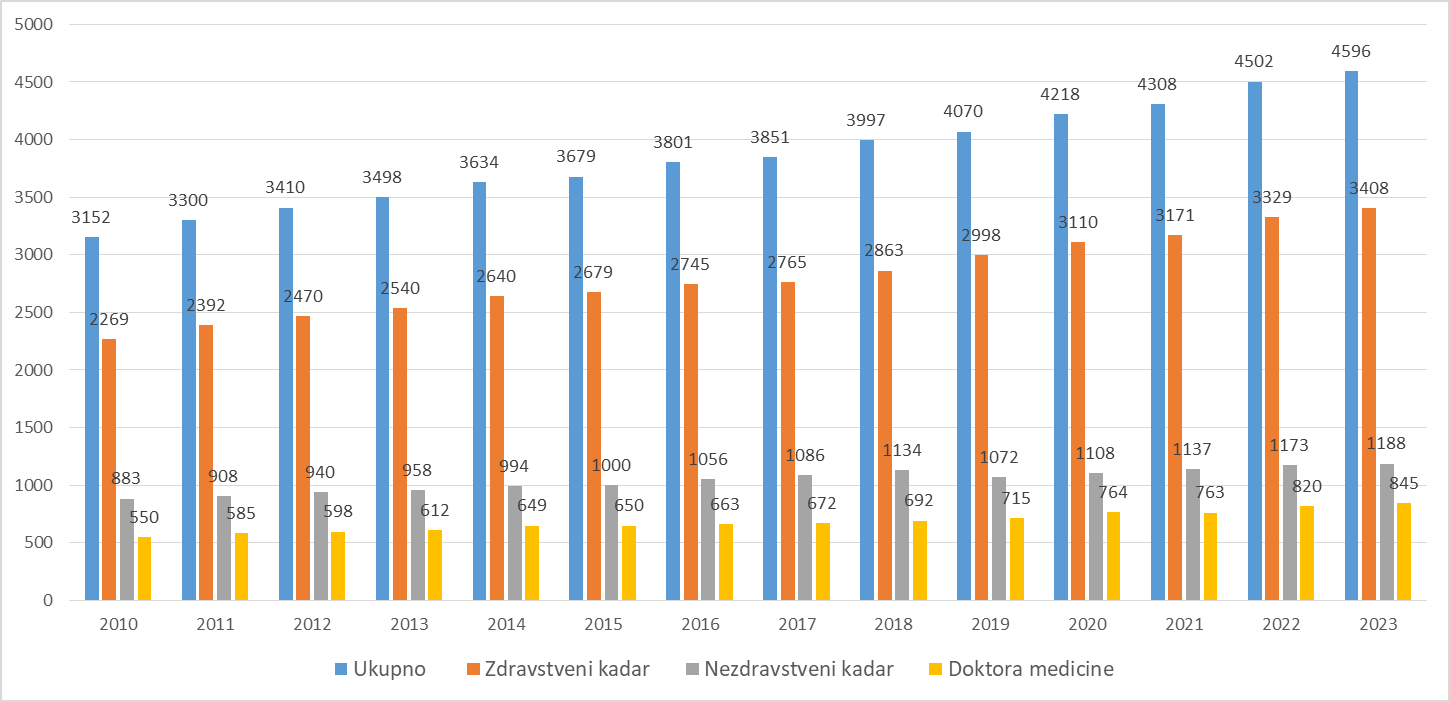 5000
4500
4000
3500
3000
2500
2000
1500
1000
500
0
3152 3300 3410 3498 3634 3679 3801 3851 3997 4070 4218 4308 4502 4596
2269 2392 2470 2540 2640 2679 2745 2765 2863 2998 3110 3171 3329 3408
883 908 940 958 994 1000 1056 1086 1134 1072 1108 1137 1173 1188
550 585 598 612 649 650 663 672 692 715 764 763 820 845
2010 2011 2012 2013 2014 2015 2016 2017 2018 2019 2020 2021 2022 2023
Ukupno Zdravstveni kadar Nezdravstveni kadar Doktora medicine